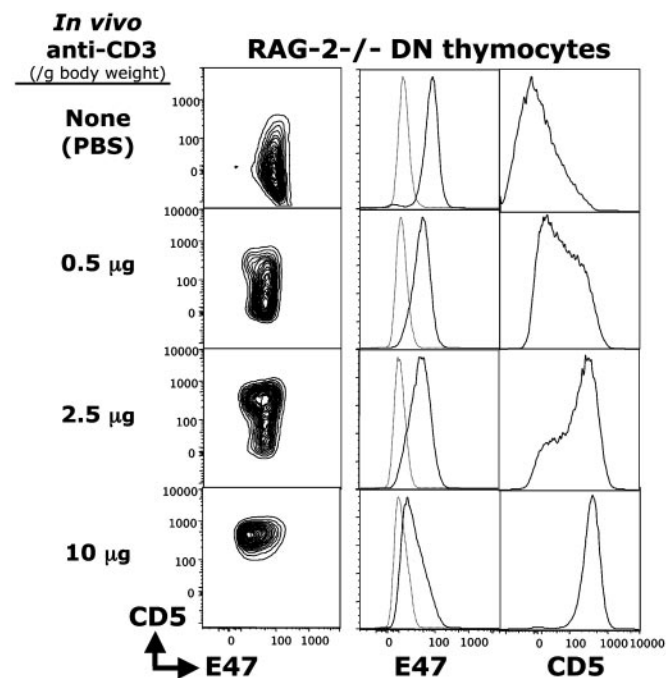 In vivo
anti-CD3
(/g body weight)
RAG-2-/- DN thymocytes
None
(PBS)
1000
100
0
0.5 µg
10000
1000
100
0
2.5 µg
10000
1000
100
0
10 µg
10000
1000
100
0
0 100 1000
0 100 1000
0 100 1000 10000
CD5
E47
E47
CD5